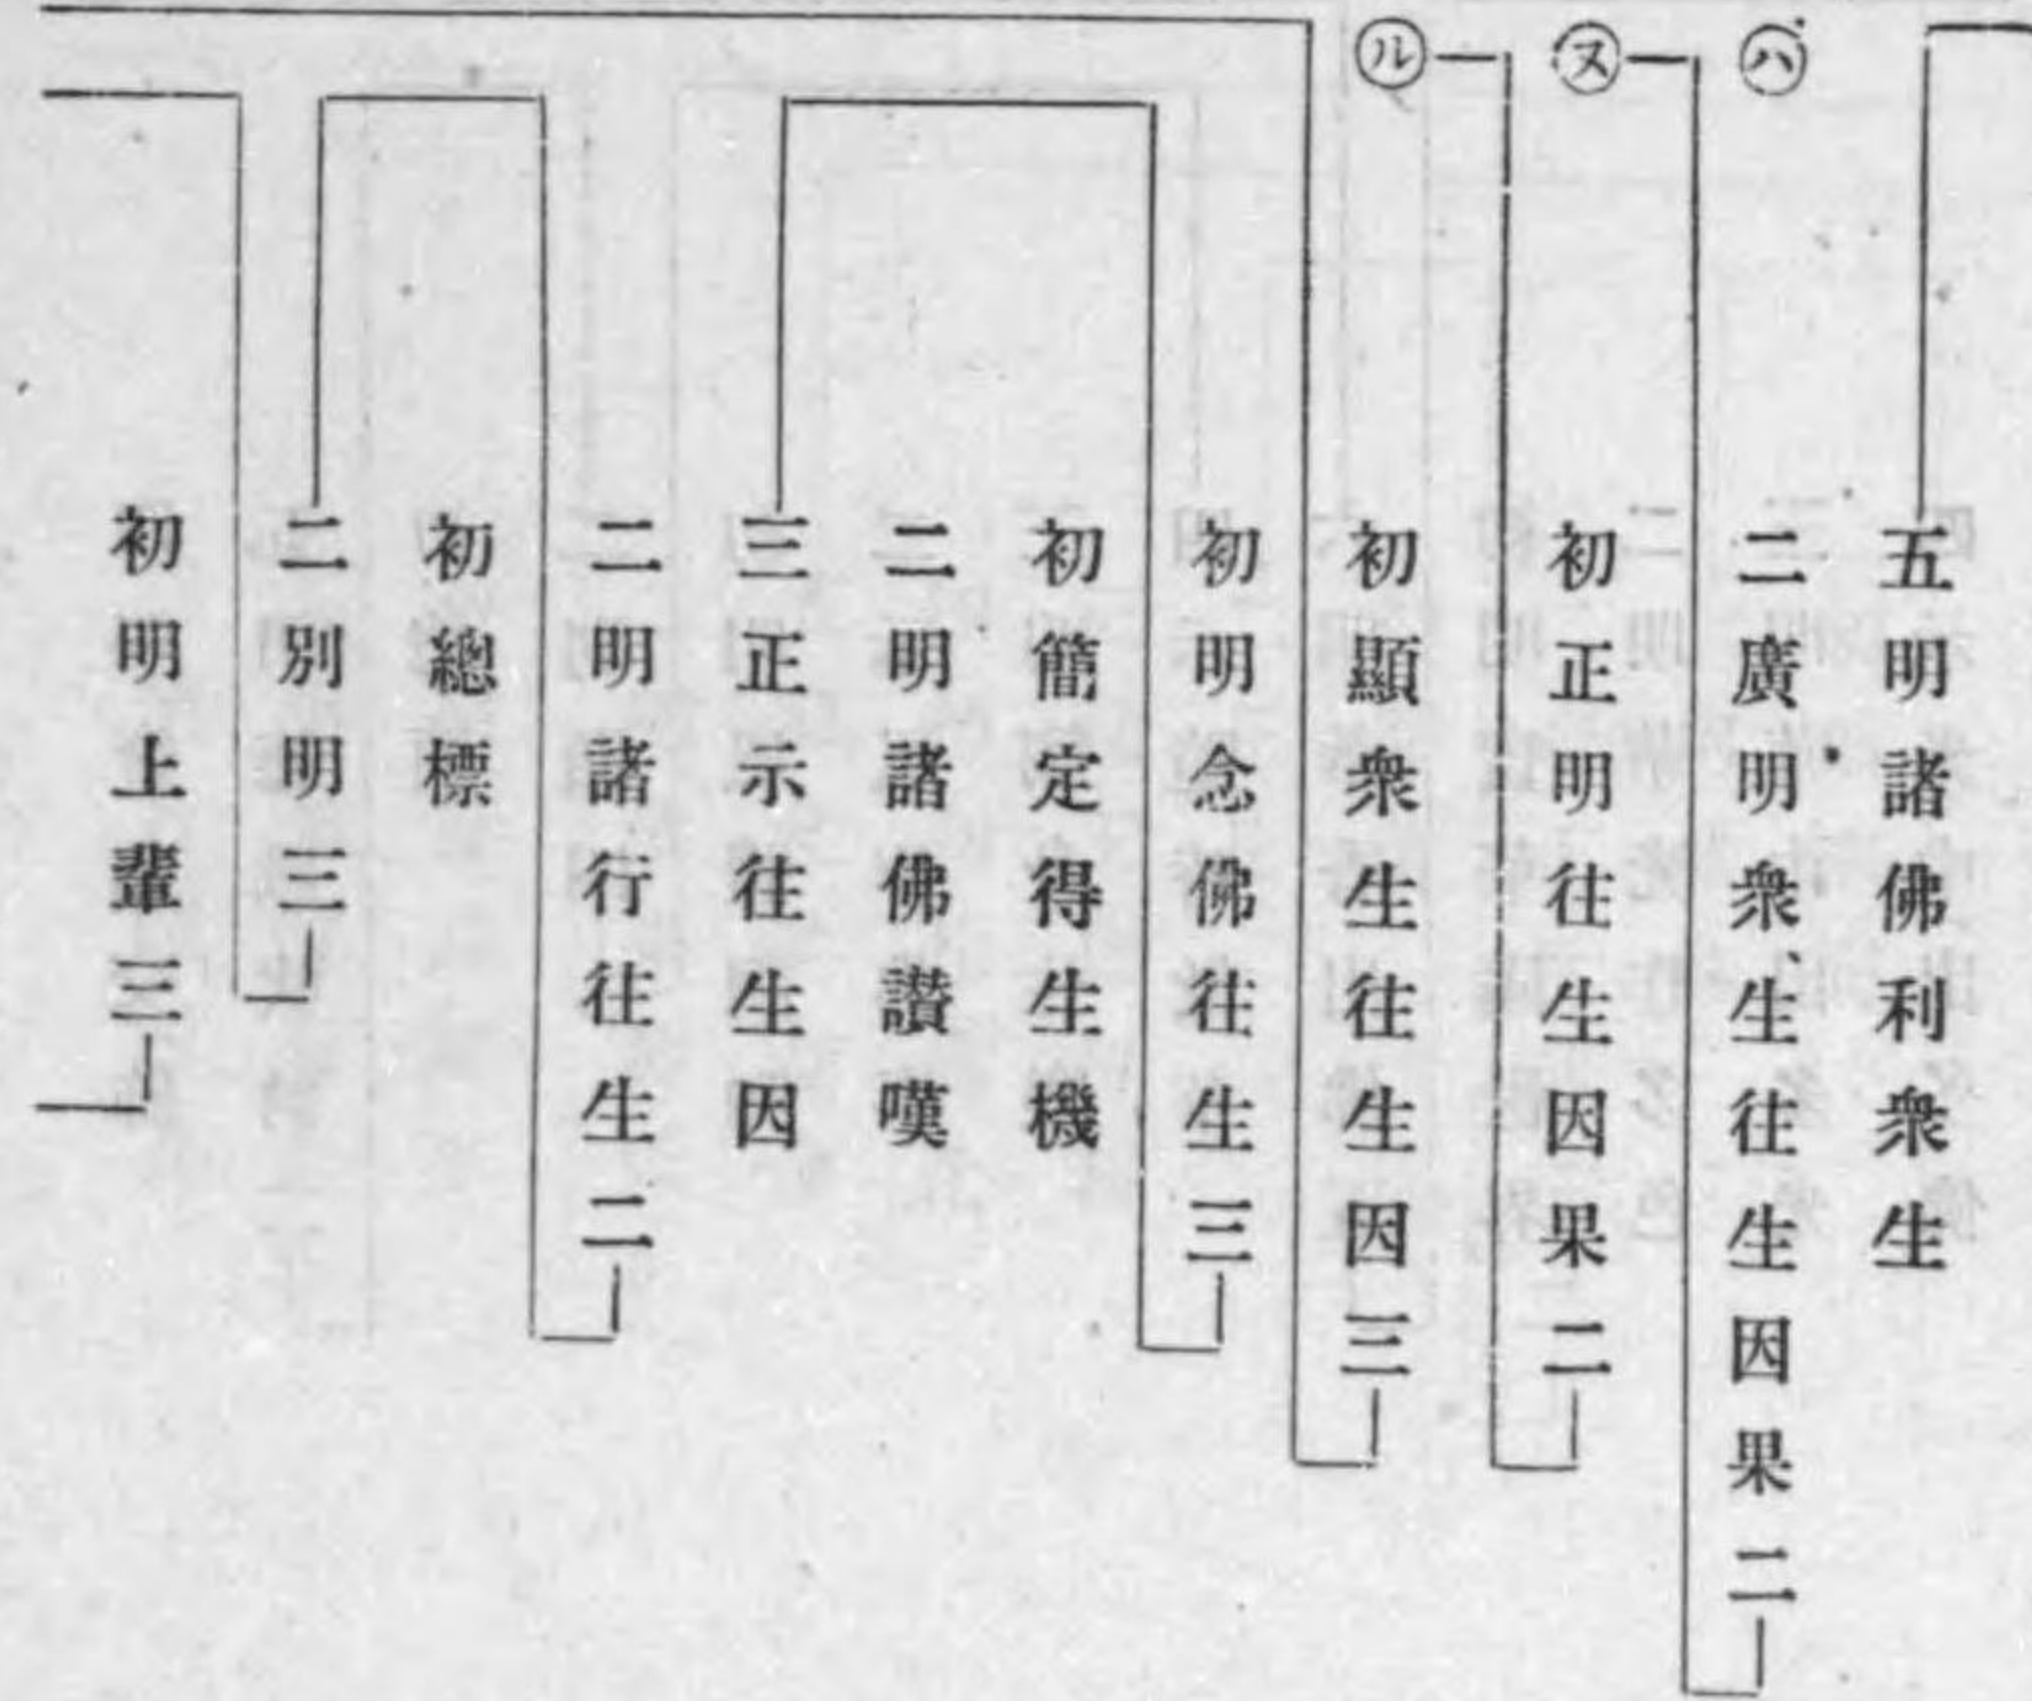 五明諸佛利衆生
㋩
二廣明衆生往生因果二
㋦
初正明往生因果二
㋸
初顯衆生往生因三
初明念佛往生三
初簡定得生機
二明諸佛讃嘆
三正示往生因
二明諸行往生二
初總標
二別明三
初明上輩三